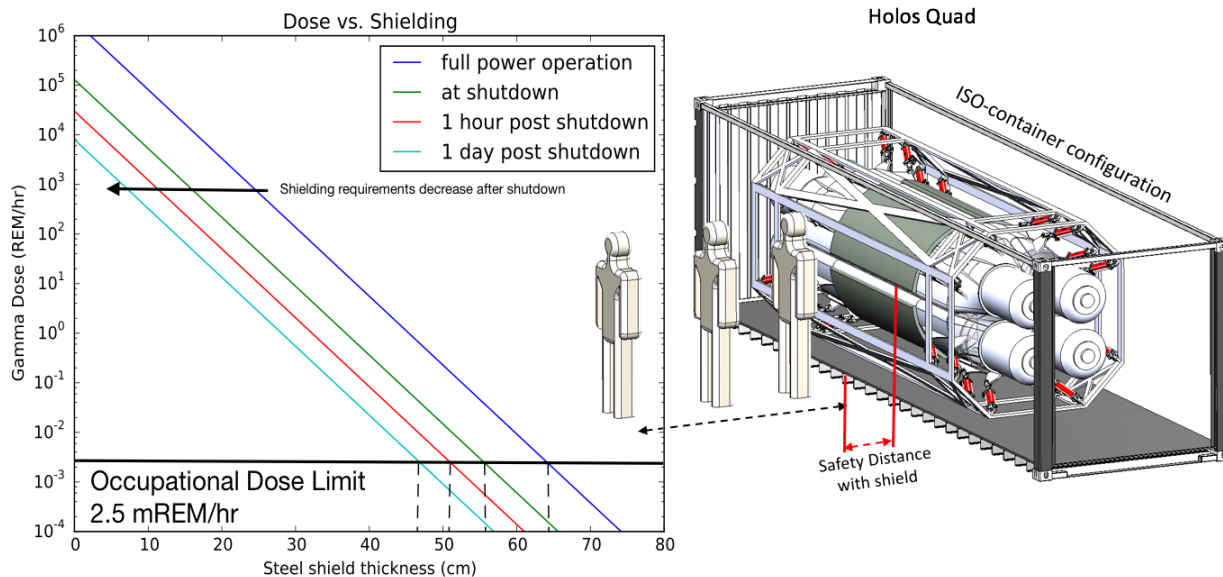 Dose vs. Shielding
Holos Quad
10^6
10^5
10^4
10^3
10^2
10^1
10^0
10^-1
10^-2
10^-3
10^-4
Gamma Dose (REM/hr)
full power operation
at shutdown
1 hour post shutdown
1 day post shutdown
Shielding requirements decrease after shutdown
Occupational Dose Limit
2.5 mREM/hr
0 10 20 30 40 50 60 70 80
Steel shield thickness (cm)
ISO-container configuration
Safety Distance
with shield